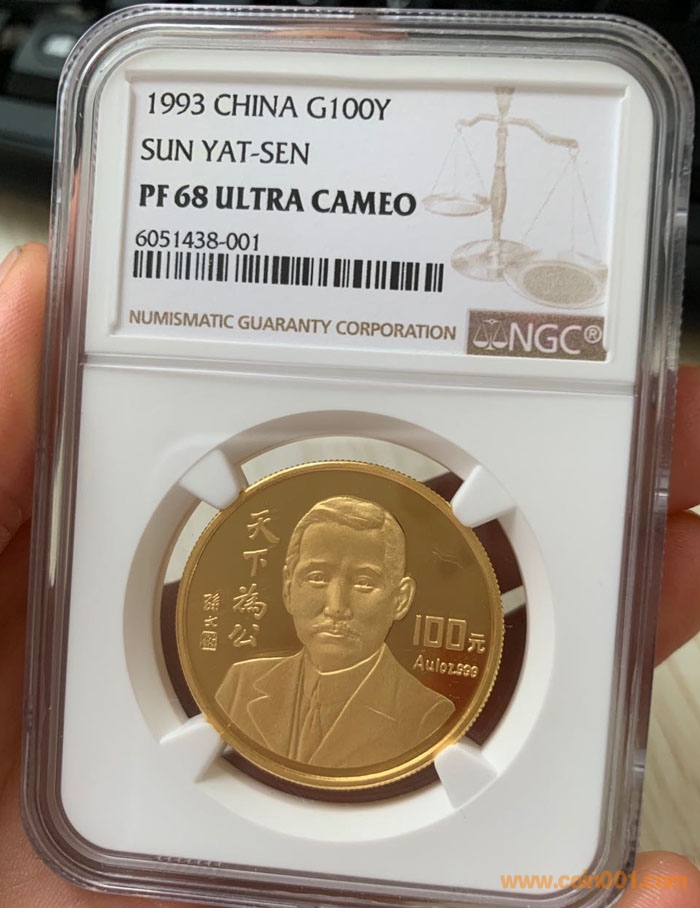 1993 CHINA G100Y
SUN YAT-SEN
PF 68 ULTRA CAMEO
6051438-001
NUMISMATIC GUARANTY CORPORATION
NGC®
天下為公
孫文
100元
Au1oz.999
www.coin001.com